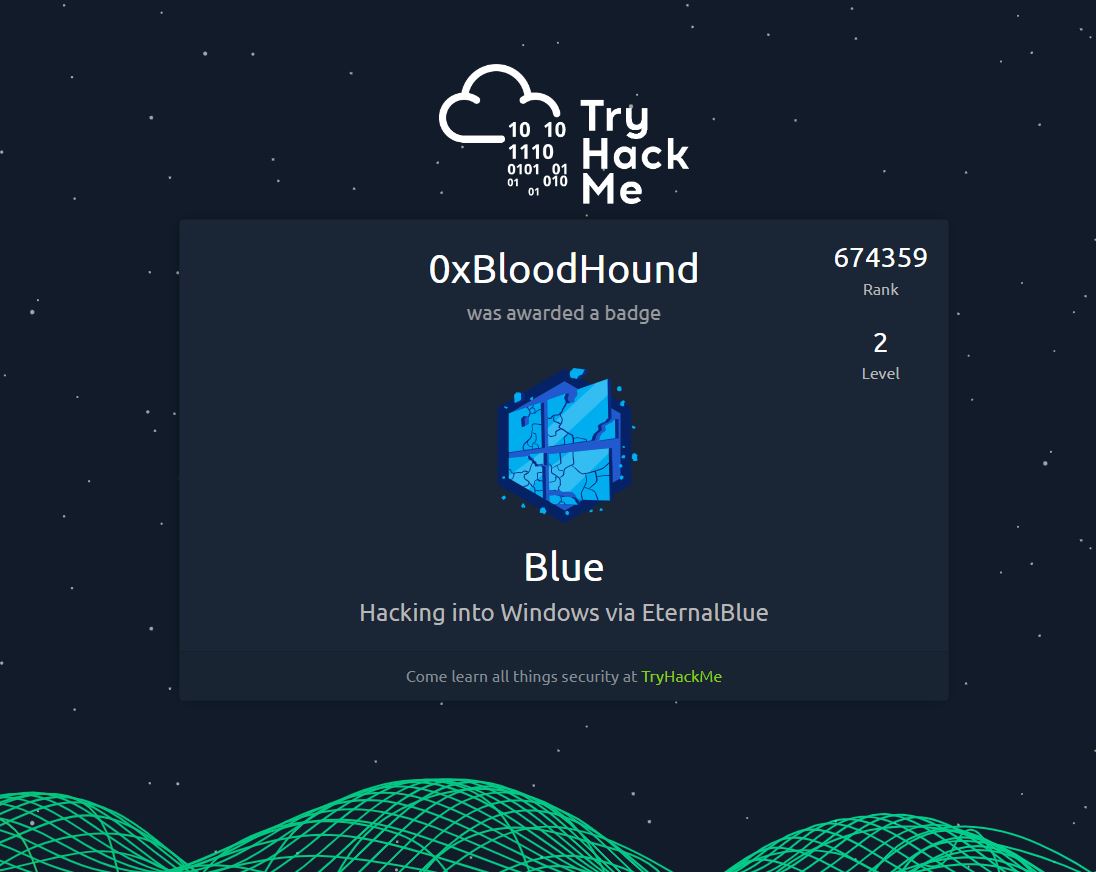 10 10
1110
0101 01
01 010
01
Try
Hack
Me
0xBloodHound
was awarded a badge
674359
Rank
2
Level
Blue
Hacking into Windows via EternalBlue
Come learn all things security at TryHackMe